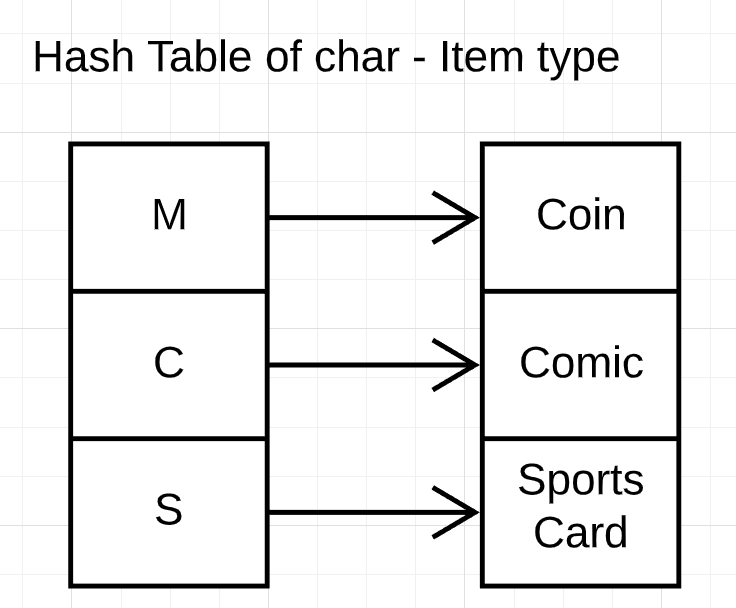 Hash Table of char - Item type
M
Coin
C
Comic
S
Sports
Card